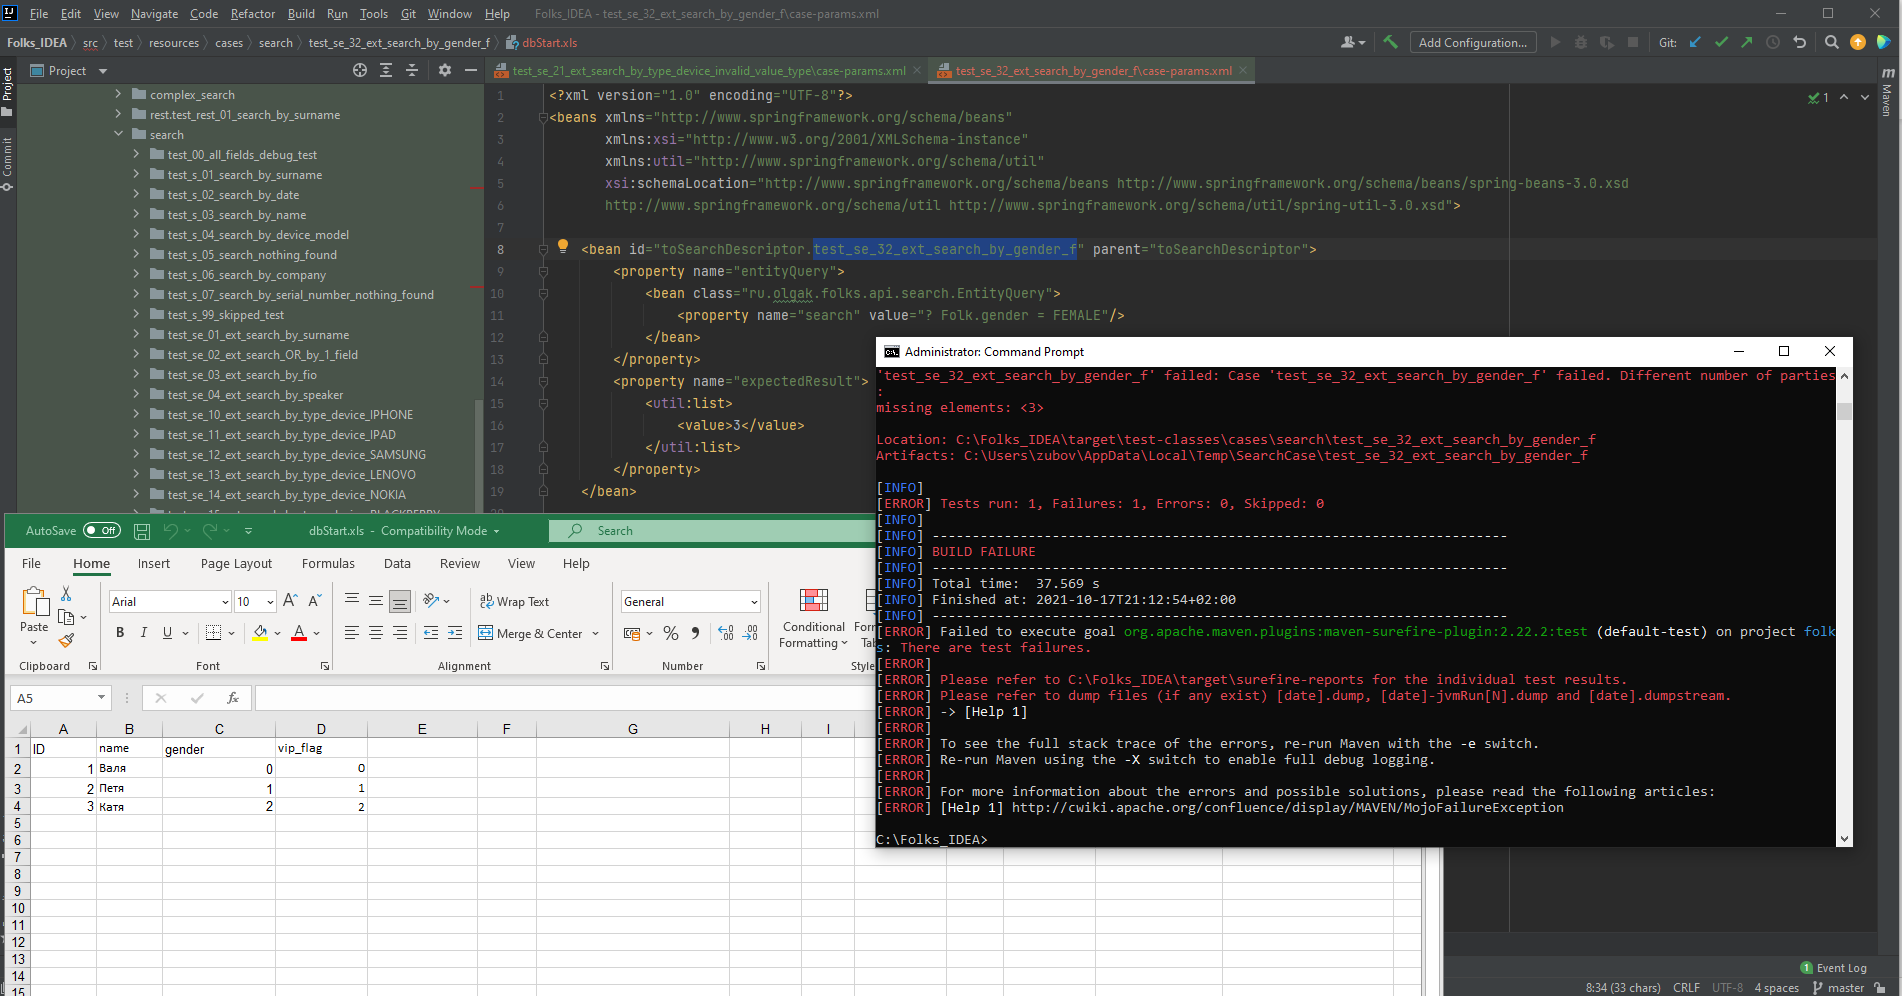 File Edit View Navigate Code Refactor Build Run Tools Git Window Help Folks_IDEA - test_se_32_ext_search_by_gender_f\case-params.xml
Folks_IDEA src test resources cases search test_se_32_ext_search_by_gender_f dbStart.xls Add Configuration... Git:
Project
test_se_21_ext_search_by_type_device_invalid_value_type\case-params.xml
test_se_32_ext_search_by_gender_f\case-params.xml
Project
Commit
Maven
complex_search
rest.test_rest_01_search_by_surname
search
test_00_all_fields_debug_test
test_s_01_search_by_surname
test_s_02_search_by_date
test_s_03_search_by_name
test_s_04_search_by_device_model
test_s_05_search_nothing_found
test_s_06_search_by_company
test_s_07_search_by_serial_number_nothing_found
test_s_99_skipped_test
test_se_01_ext_search_by_surname
test_se_02_ext_search_OR_by_1_field
test_se_03_ext_search_by_fio
test_se_04_ext_search_by_speaker
test_se_10_ext_search_by_type_device_IPHONE
test_se_11_ext_search_by_type_device_IPAD
test_se_12_ext_search_by_type_device_SAMSUNG
test_se_13_ext_search_by_type_device_LENOVO
test_se_14_ext_search_by_type_device_NOKIA
1 <?xml version="1.0" encoding="UTF-8"?>
2 <beans xmlns="http://www.springframework.org/schema/beans"
3 xmlns:xsi="http://www.w3.org/2001/XMLSchema-instance"
4 xmlns:util="http://www.springframework.org/schema/util"
5 xsi:schemaLocation="http://www.springframework.org/schema/beans http://www.springframework.org/schema/beans/spring-beans-3.0.xsd
6 http://www.springframework.org/schema/util http://www.springframework.org/schema/util/spring-util-3.0.xsd">
7
8 <bean id="toSearchDescriptor.test_se_32_ext_search_by_gender_f" parent="toSearchDescriptor">
9 <property name="entityQuery">
10 <bean class="ru.olgak.folks.api.search.EntityQuery">
11 <property name="search" value="? Folk.gender = FEMALE"/>
12 </bean>
13 </property>
14 <property name="expectedResult">
15 <util:list>
16 <value>3</value>
17 </util:list>
18 </property>
19 </bean>
1
Administrator: Command Prompt
'test_se_32_ext_search_by_gender_f' failed: Case 'test_se_32_ext_search_by_gender_f' failed. Different number of parties
:
missing elements: <3>
Location: C:\Folks_IDEA\target\test-classes\cases\search\test_se_32_ext_search_by_gender_f
Artifacts: C:\Users\zubov\AppData\Local\Temp\SearchCase\test_se_32_ext_search_by_gender_f
[INFO]
[ERROR] Tests run: 1, Failures: 1, Errors: 0, Skipped: 0
[INFO]
[INFO] ------------------------------------------------------------------------
[INFO] BUILD FAILURE
[INFO] ------------------------------------------------------------------------
[INFO] Total time:  37.569 s
[INFO] Finished at: 2021-10-17T21:12:54+02:00
[INFO] ------------------------------------------------------------------------
[ERROR] Failed to execute goal org.apache.maven.plugins:maven-surefire-plugin:2.22.2:test (default-test) on project folk
s: There are test failures.
[ERROR]
[ERROR] Please refer to C:\Folks_IDEA\target\surefire-reports for the individual test results.
[ERROR] Please refer to dump files (if any exist) [date].dump, [date]-jvmRun[N].dump and [date].dumpstream.
[ERROR] -> [Help 1]
[ERROR]
[ERROR] To see the full stack trace of the errors, re-run Maven with the -e switch.
[ERROR] Re-run Maven using the -X switch to enable full debug logging.
[ERROR]
[ERROR] For more information about the errors and possible solutions, please read the following articles:
[ERROR] [Help 1] http://cwiki.apache.org/confluence/display/MAVEN/MojoFailureException
C:\Folks_IDEA>
AutoSave Off dbStart.xls - Compatibility Mode Search
File Home Insert Page Layout Formulas Data Review View Help
Paste
Arial 10
Wrap Text
General
B I U
Merge & Center
Conditional Formatting
Clipboard Font Alignment Number
A5 fx
A B C D E F G H I
1 ID name gender vip_flag
2 1 Валя 0 0
3 2 Петя 1 1
4 3 Катя 2 2
5
6
7
8
9
10
11
12
13
14
15
1 Event Log
8:34 (33 chars) CRLF UTF-8 4 spaces master